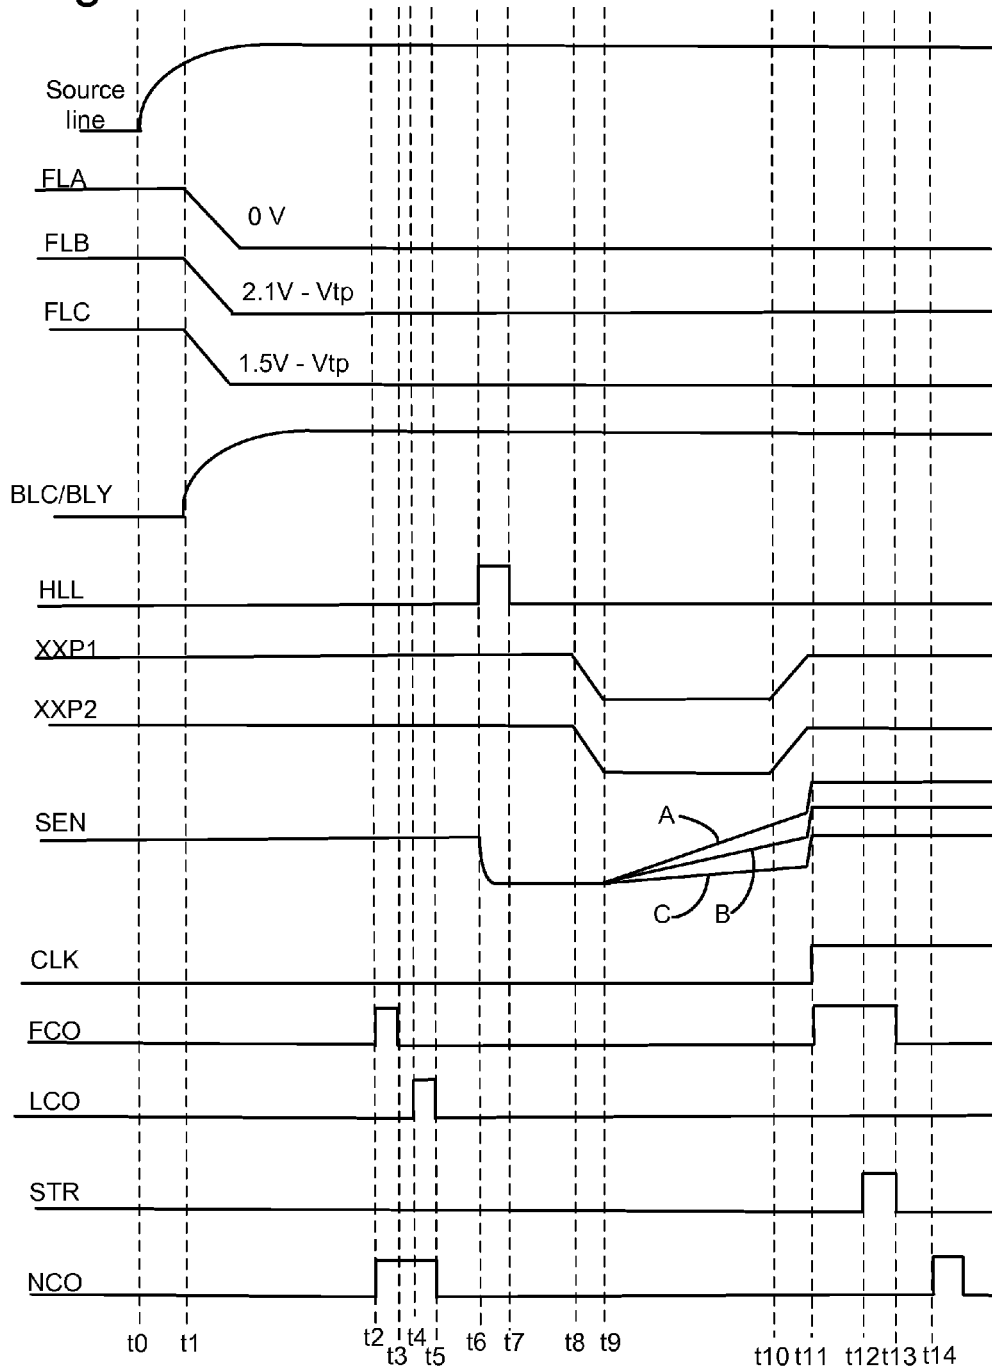 Source
line
FLA
0 V
FLB
2.1V - Vtp
FLC
1.5V - Vtp
BLC/BLY
HLL
XXP1
XXP2
SEN
A
C
B
CLK
FCO
LCO
STR
NCO
t0 t1 t2 t3 t4 t5 t6 t7 t8 t9 t10 t11 t12 t13 t14